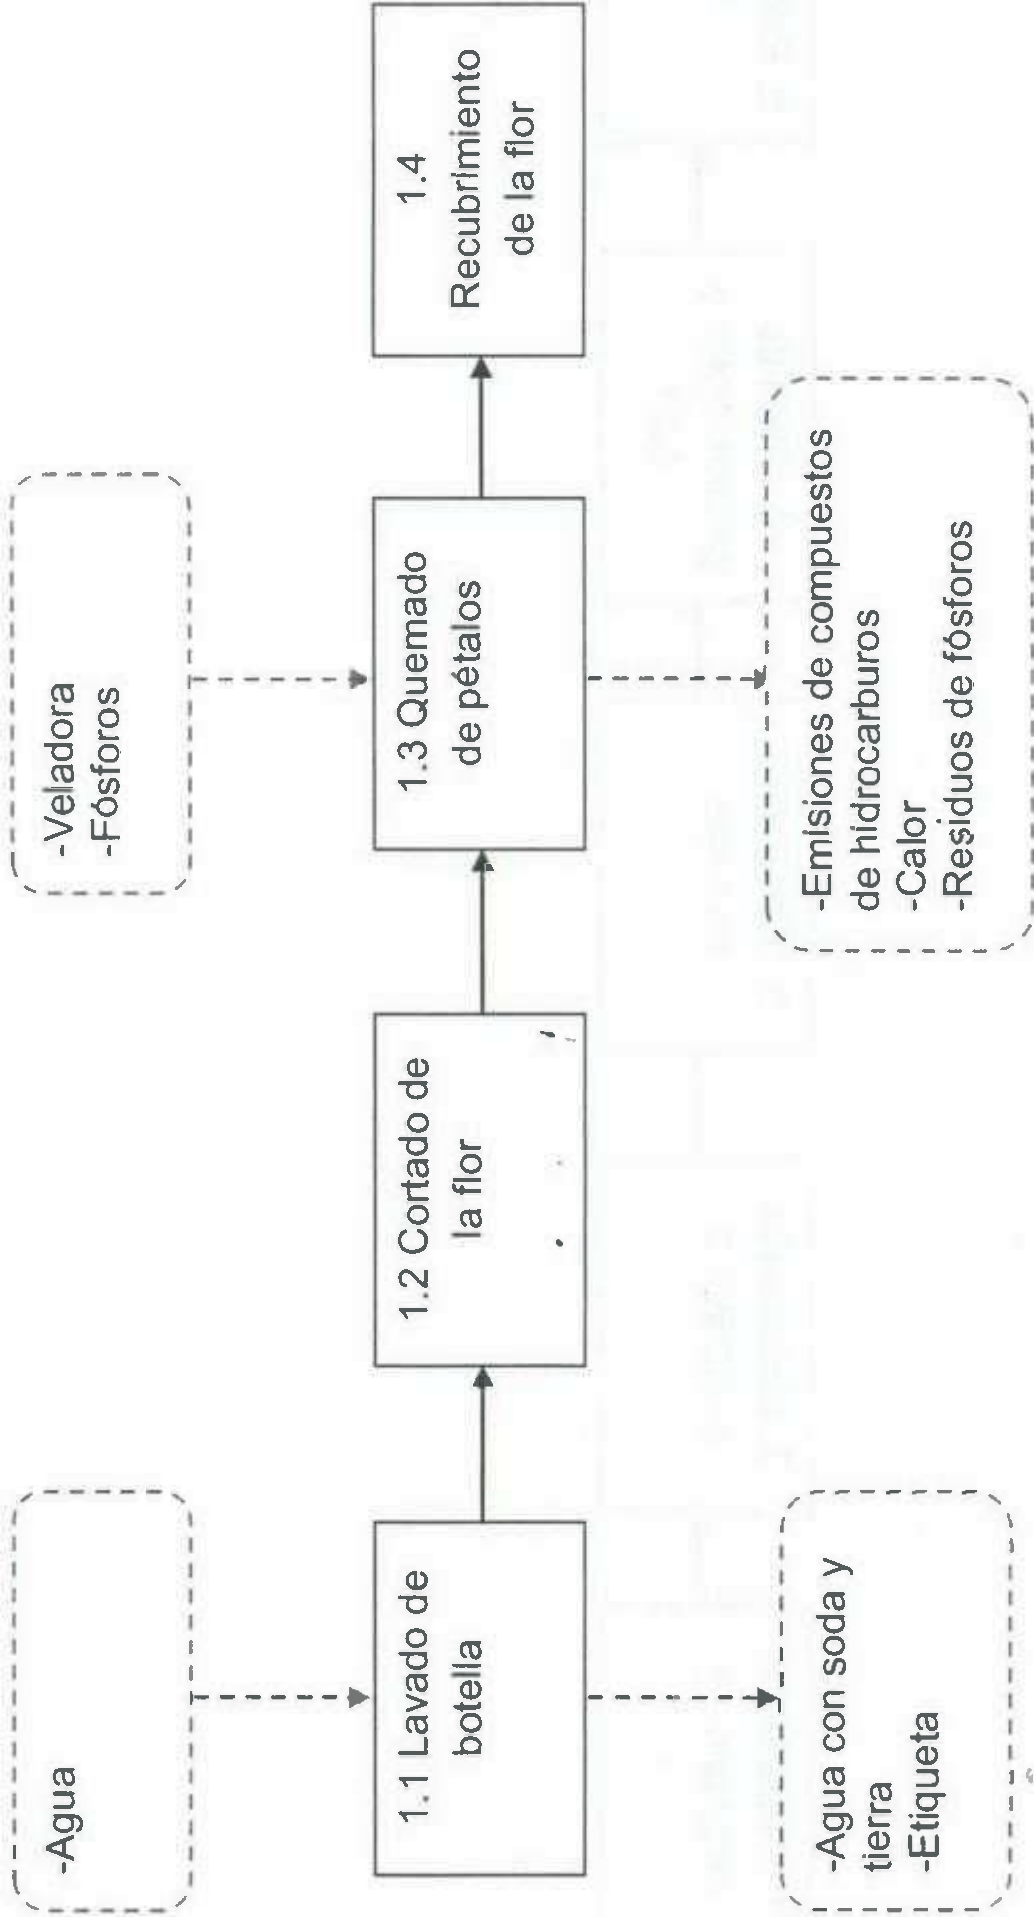 -Agua
-Veladora
-Fósforos
1.1 Lavado de
botella
1.2 Cortado de
la flor
1.3 Quemado
de pétalos
1.4
Recubrimiento
de la flor
-Agua con soda y
tierra
-Etiqueta
-Emisiones de compuestos
de hidrocarburos
-Calor
-Residuos de fósforos